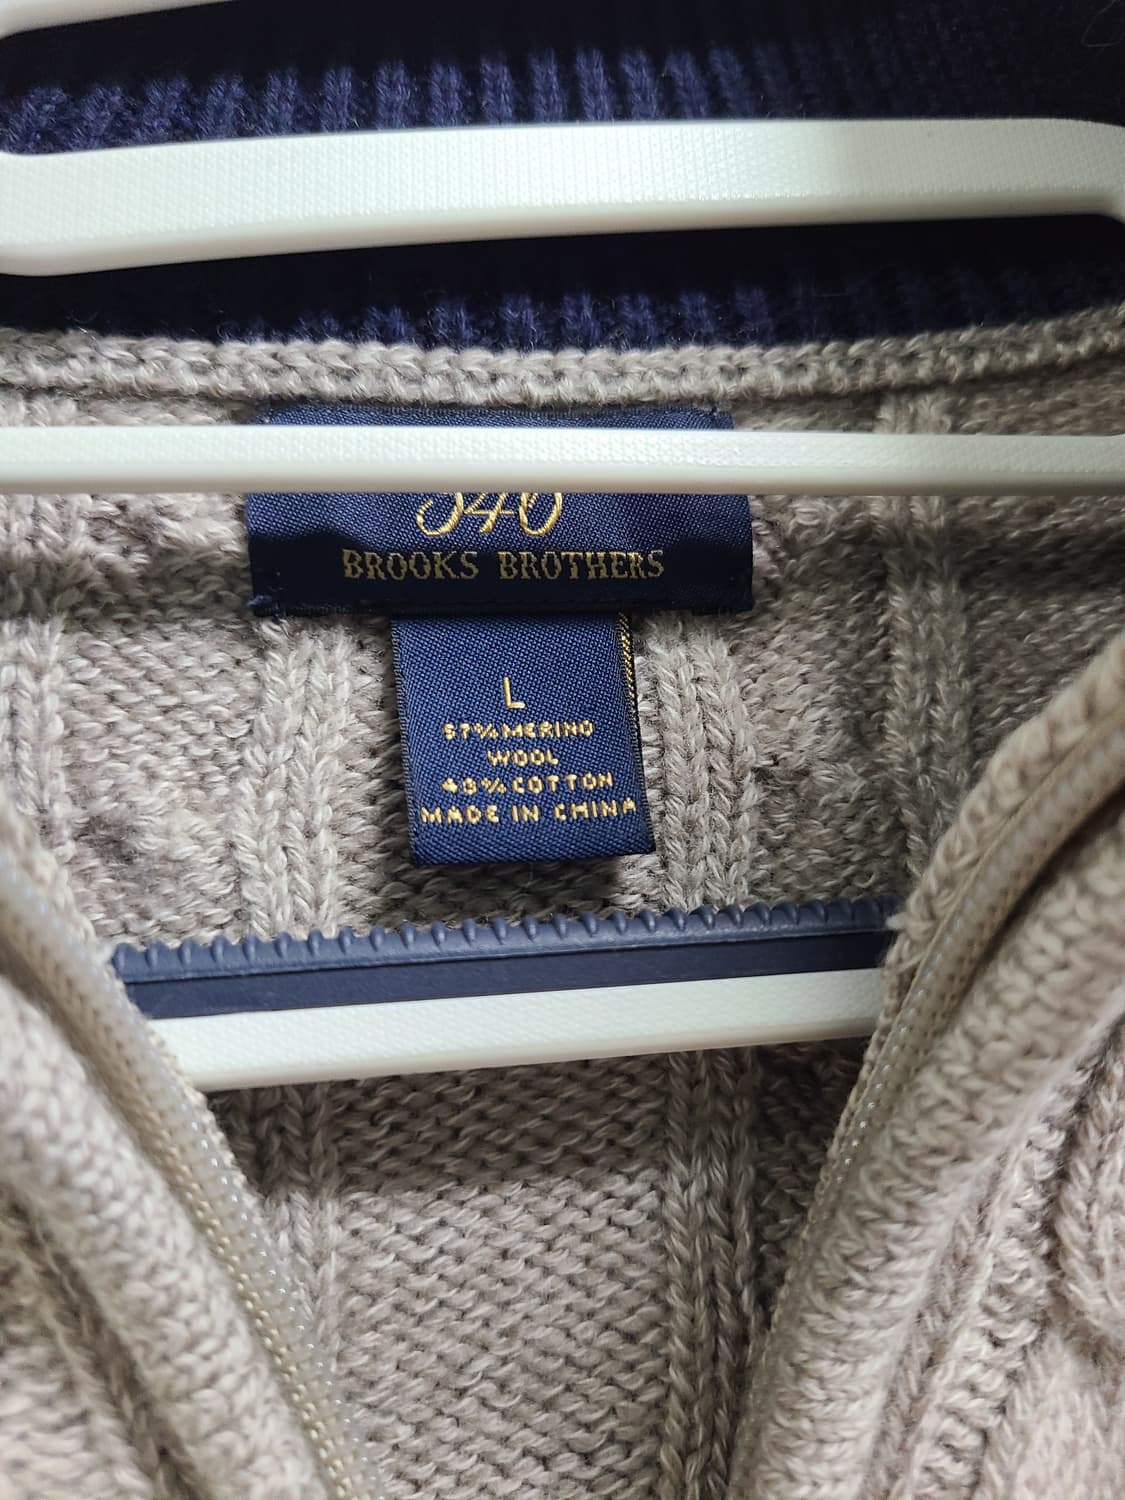 346
BROOKS BROTHERS
L
57% MERINO
WOOL
43% COTTON
MADE IN CHINA